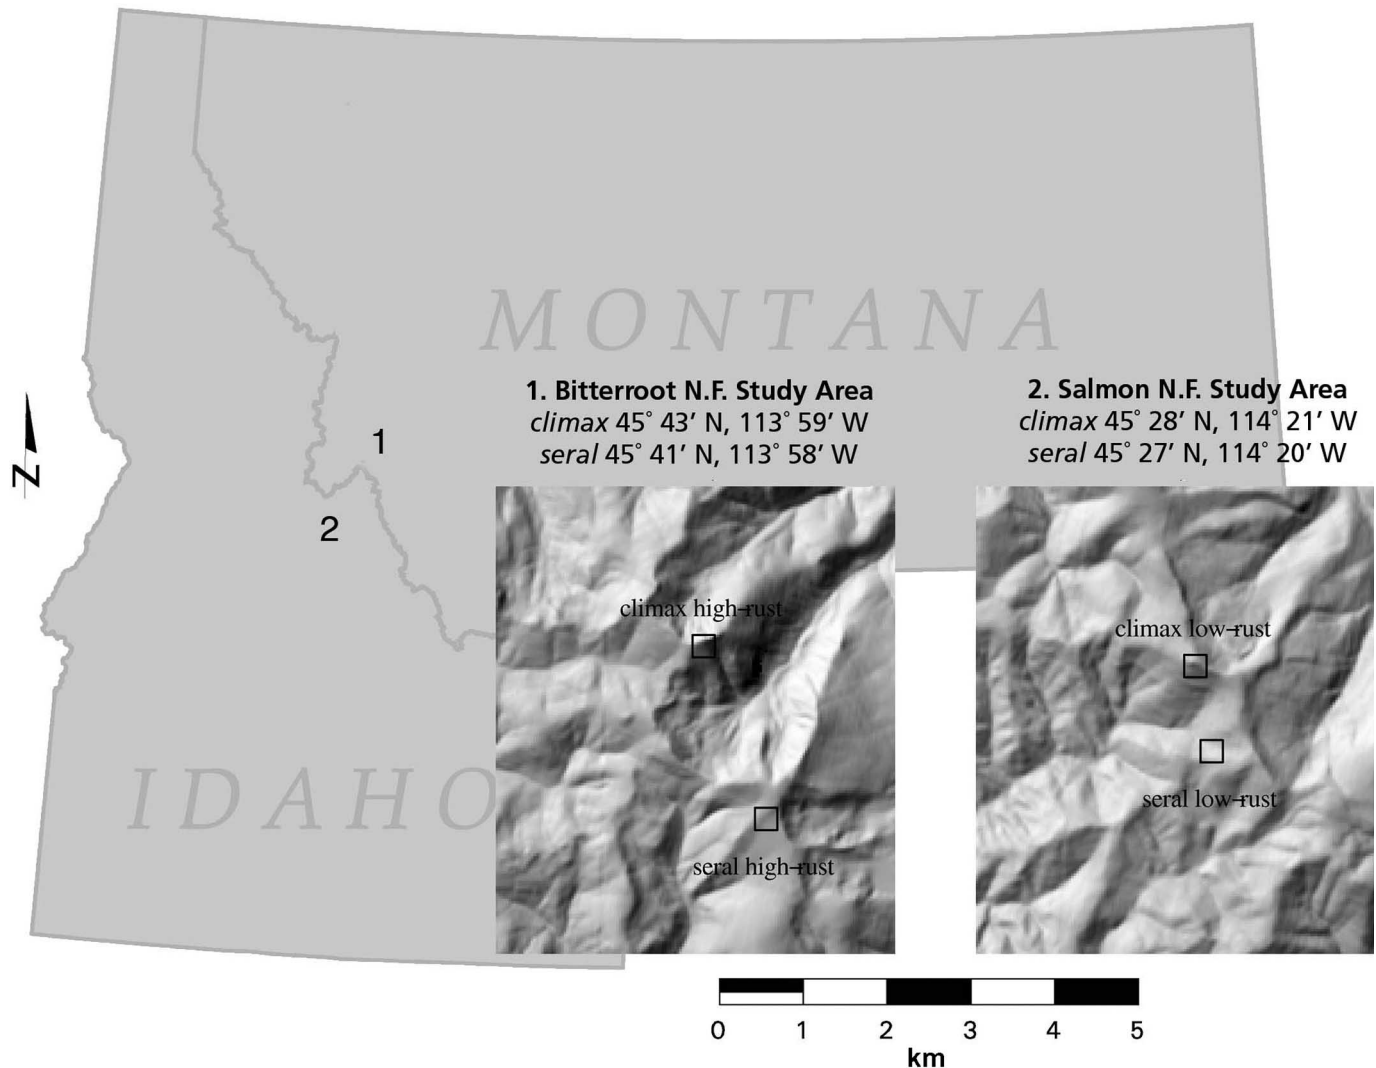 MONTANA
1. Bitterroot N.F. Study Area
climax 45° 43’ N, 113° 59’ W
seral 45° 41’ N, 113° 58’ W
2. Salmon N.F. Study Area
climax 45° 28’ N, 114° 21’ W
seral 45° 27’ N, 114° 20’ W
N
1
2
climax high-rust
seral high-rust
climax low-rust
seral low-rust
IDAHO
0 1 2 3 4 5
km